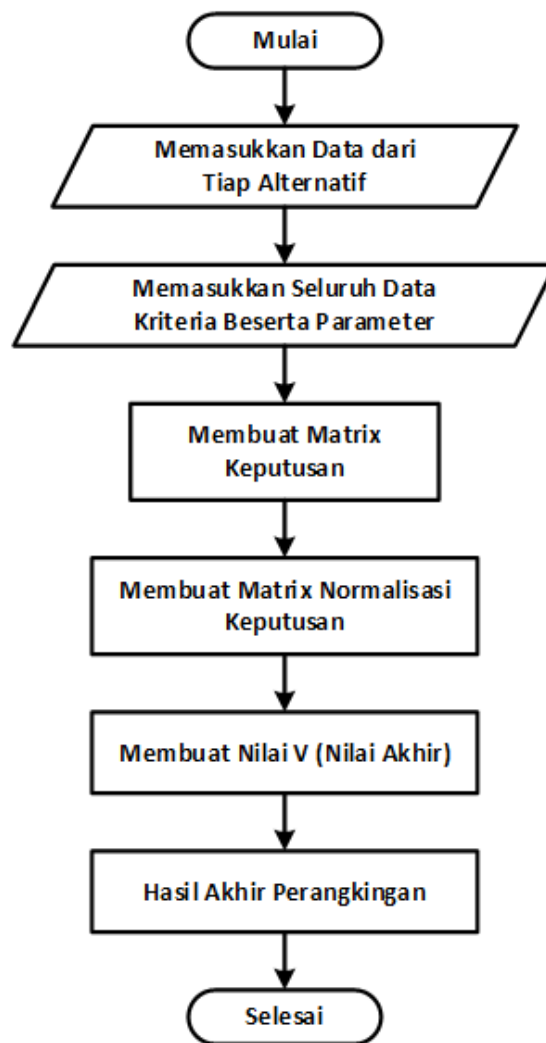 Mulai
Memasukkan Data dari
Tiap Alternatif
Memasukkan Seluruh Data
Kriteria Beserta Parameter
Membuat Matrix
Keputusan
Membuat Matrix Normalisasi
Keputusan
Membuat Nilai V (Nilai Akhir)
Hasil Akhir Perangkingan
Selesai